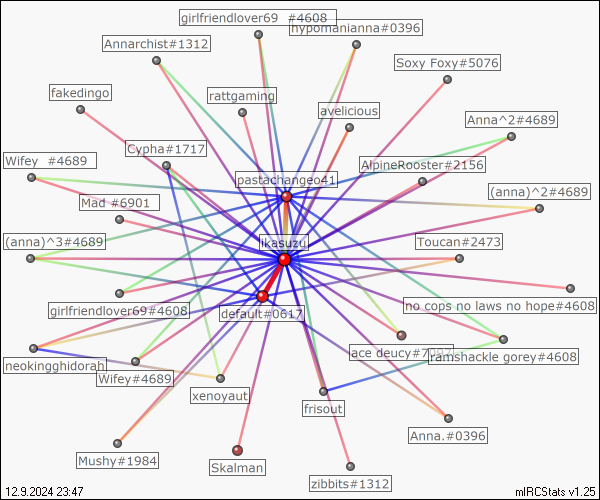 girlfriendlover69 #4608
hypomanianna#0396
Annarchist#1312
Soxy Foxy#5076
fakedingo
rattgaming
avelicious
Anna^2#4689
Cypha#1717
Wifey #4689
AlpineRooster#2156
pastachangeo41
(anna)^2#4689
Mad #6901
(anna)^3#4689
ikasuzu
Toucan#2473
girlfriendlover69#4608
default#0617
no cops no laws no hope#4608
ace deucy
ramshackle gorey#4608
neokingghidorah
Wifey#4689
xenoyaut
frisout
Anna.#0396
Mushy#1984
Skalman
zibbits#1312
12.9.2024 23:47
mIRCStats v1.25